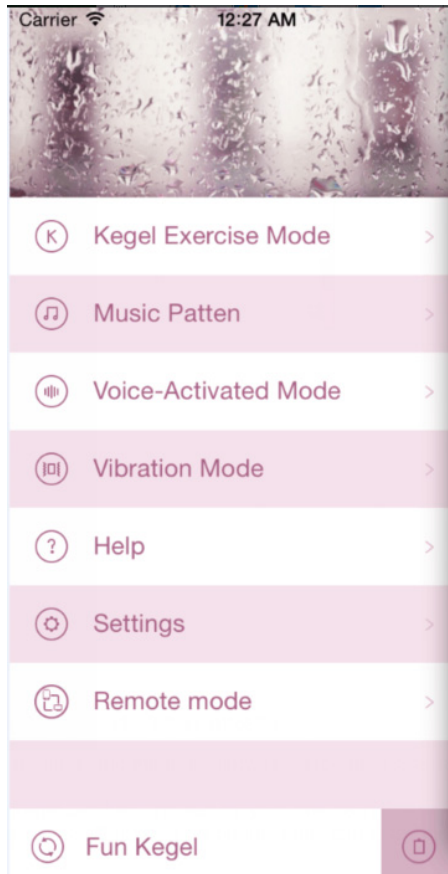 Carrier 12:27 AM
K Kegel Exercise Mode
Music Patten
Voice-Activated Mode
Vibration Mode
? Help
Settings
Remote mode
Fun Kegel